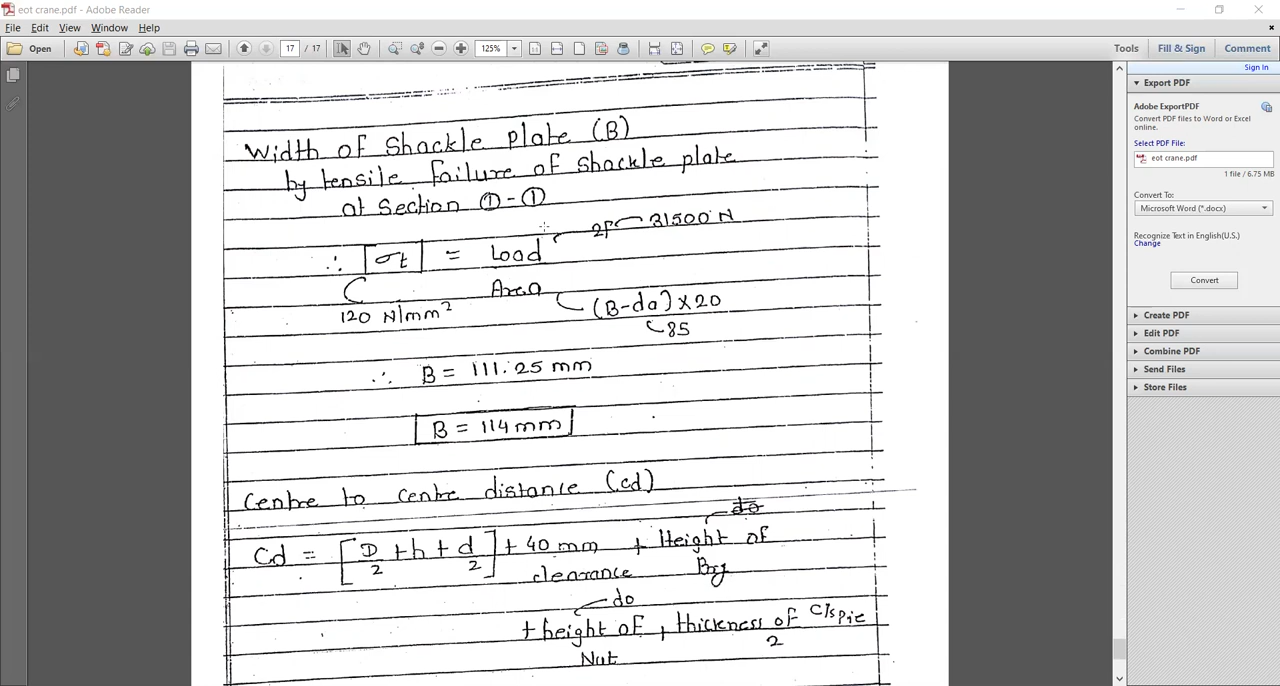 eot crane.pdf - Adobe Reader
File Edit View Window Help
Open 17 / 17 125% Tools Fill & Sign Comment
Sign In
Export PDF
Adobe ExportPDF
Convert PDF files to Word or Excel online.
Select PDF File:
eot crane.pdf
1 file / 6.75 MB
Convert To:
Microsoft Word (*.docx)
Recognize Text in English(U.S.)
Change
Convert
Create PDF
Edit PDF
Combine PDF
Send Files
Store Files
Width of Shackle plate (B)
by tensile failure of shackle plate
at Section ①-①
2F 31500 N
∴ σt = Load
Area
120 N/mm² (B-da) × 20
85
∴ B = 111.25 mm
B = 114 mm
Centre to centre distance (Cd)
do
Cd = [D/2 + h + d/2] + 40 mm + Height of
clearance Brg
do
+ height of , thickness of C/s Pie
Nut 2